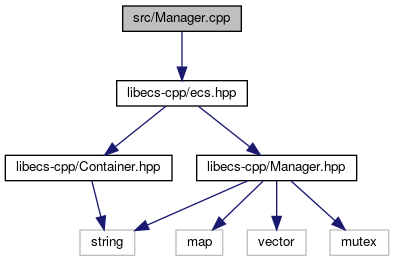 src/Manager.cpp
libecs-cpp/ecs.hpp
libecs-cpp/Container.hpp
libecs-cpp/Manager.hpp
string
map
vector
mutex